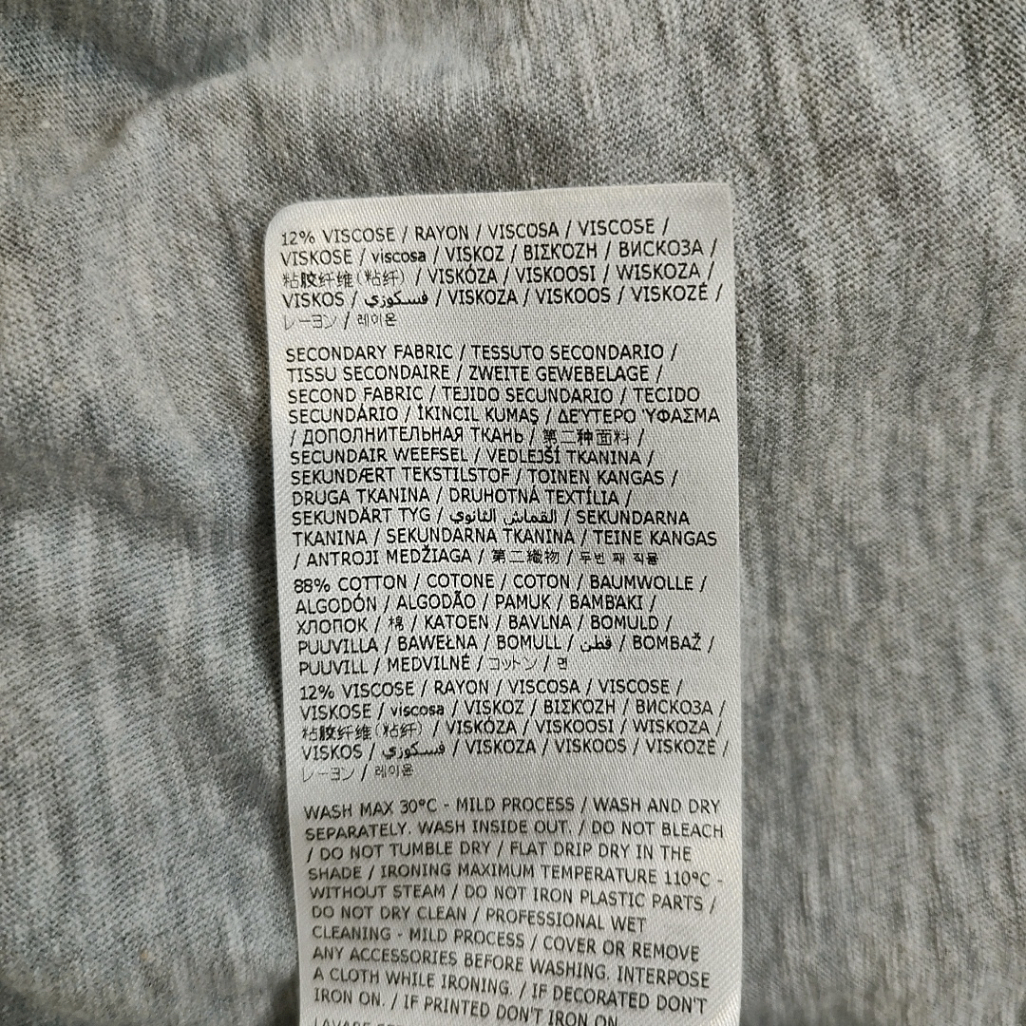 12% VISCOSE / RAYON / VISCOSA / VISCOSE /
VISKOSE / viscosa / VISKOZ / ΒΙΣΚΟΖΗ / ВИСКОЗА /
粘胶纤维(粘纤) / VISKÓZA / VISKOOSI / WISKOZA /
VISKOS / فسكوزي / VISKOZA / VISKOOS / VISKOZĖ /
レーヨン / 레이온
SECONDARY FABRIC / TESSUTO SECONDARIO /
TISSU SECONDAIRE / ZWEITE GEWEBELAGE /
SECOND FABRIC / TEJIDO SECUNDARIO / TECIDO
SECUNDÁRIO / İKINCIL KUMAŞ / ΔΕΎΤΕΡΟ ΎΦΑΣΜΑ
/ ДОПОЛНИТЕЛЬНАЯ ТКАНЬ / 第二种面料 /
SECUNDAIR WEEFSEL / VEDLEJŠÍ TKANINA /
SEKUNDÆRT TEKSTILSTOF / TOINEN KANGAS /
DRUGA TKANINA / DRUHOTNÁ TEXTÍLIA /
SEKUNDÄRT TYG / القماش الثانوي / SEKUNDARNA
TKANINA / SEKUNDARNA TKANINA / TEINE KANGAS
/ ANTROJI MEDŽIAGA / 第二織物 / 두번 째 직물
88% COTTON / COTONE / COTON / BAUMWOLLE /
ALGODÓN / ALGODÃO / PAMUK / ΒΑΜΒΆΚΙ /
ХЛОПОК / 棉 / KATOEN / BAVLNA / BOMULD /
PUUVILLA / BAWEŁNA / BOMULL / قطن / BOMBAŽ /
PUUVILL / MEDVILNĖ / コットン / 면
12% VISCOSE / RAYON / VISCOSA / VISCOSE /
VISKOSE / viscosa / VISKOZ / ΒΙΣΚΟΖΗ / ВИСКОЗА /
粘胶纤维(粘纤) / VISKÓZA / VISKOOSI / WISKOZA /
VISKOS / فسكوزي / VISKOZA / VISKOOS / VISKOZĖ /
レーヨン / 레이온
WASH MAX 30°C - MILD PROCESS / WASH AND DRY
SEPARATELY. WASH INSIDE OUT. / DO NOT BLEACH
/ DO NOT TUMBLE DRY / FLAT DRIP DRY IN THE
SHADE / IRONING MAXIMUM TEMPERATURE 110°C -
WITHOUT STEAM / DO NOT IRON PLASTIC PARTS /
DO NOT DRY CLEAN / PROFESSIONAL WET
CLEANING - MILD PROCESS / COVER OR REMOVE
ANY ACCESSORIES BEFORE WASHING. INTERPOSE
A CLOTH WHILE IRONING. / IF DECORATED DON'T
IRON ON. / IF PRINTED DON'T IRON ON